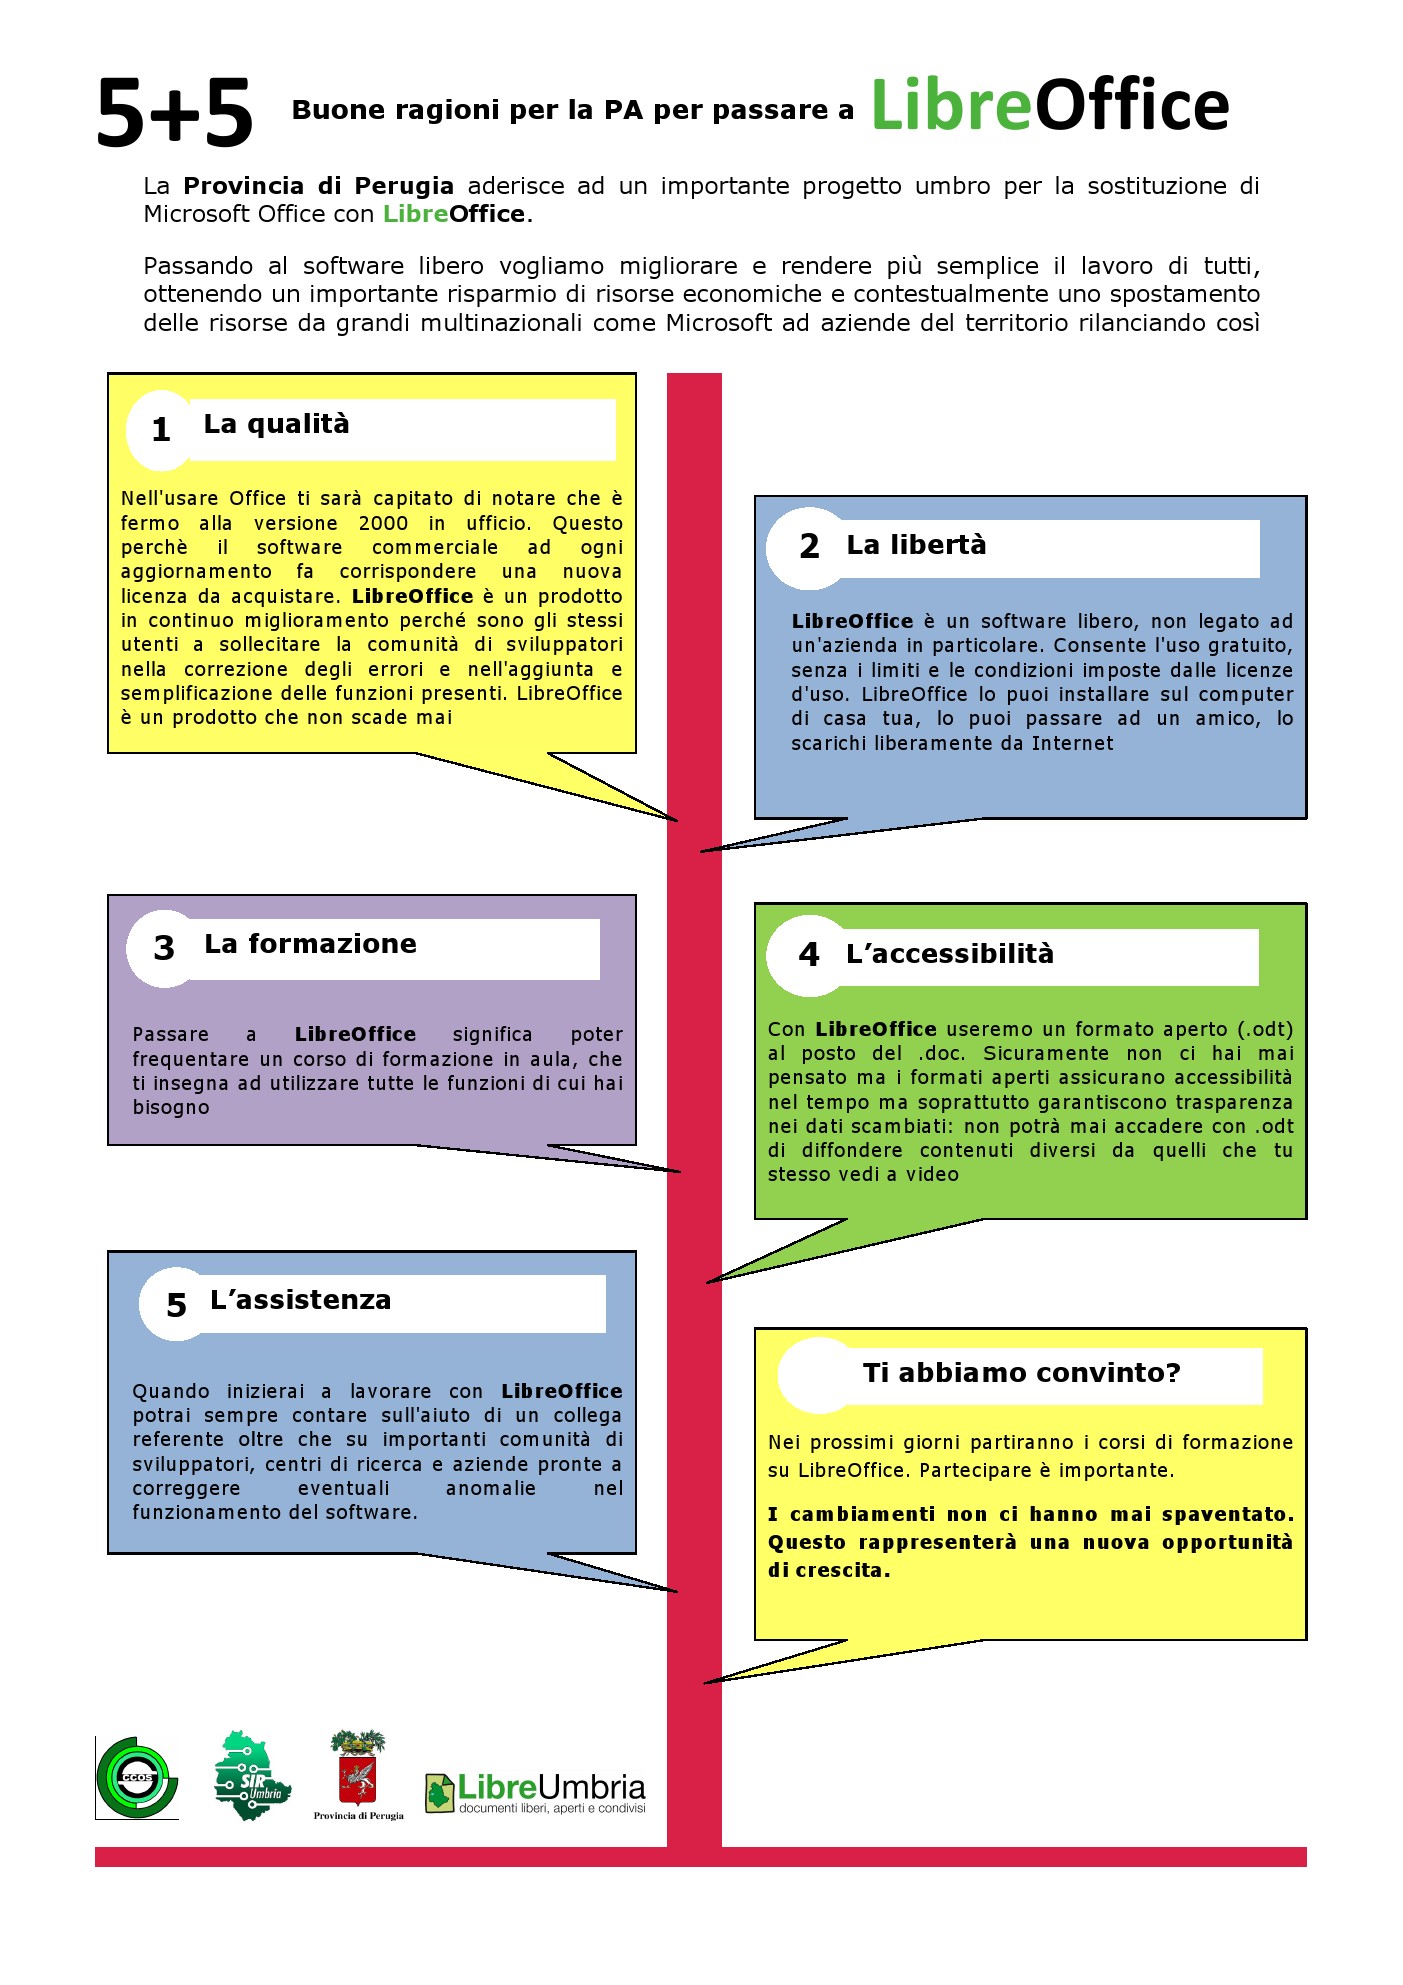 5+5 Buone ragioni per la PA per passare a LibreOffice
La Provincia di Perugia aderisce ad un importante progetto umbro per la sostituzione di
Microsoft Office con LibreOffice.
Passando al software libero vogliamo migliorare e rendere più semplice il lavoro di tutti,
ottenendo un importante risparmio di risorse economiche e contestualmente uno spostamento
delle risorse da grandi multinazionali come Microsoft ad aziende del territorio rilanciando così
1 La qualità
Nell'usare Office ti sarà capitato di notare che è
fermo alla versione 2000 in ufficio. Questo
perchè il software commerciale ad ogni
aggiornamento fa corrispondere una nuova
licenza da acquistare. LibreOffice è un prodotto
in continuo miglioramento perché sono gli stessi
utenti a sollecitare la comunità di sviluppatori
nella correzione degli errori e nell'aggiunta e
semplificazione delle funzioni presenti. LibreOffice
è un prodotto che non scade mai
2 La libertà
LibreOffice è un software libero, non legato ad
un'azienda in particolare. Consente l'uso gratuito,
senza i limiti e le condizioni imposte dalle licenze
d'uso. LibreOffice lo puoi installare sul computer
di casa tua, lo puoi passare ad un amico, lo
scarichi liberamente da Internet
3 La formazione
Passare a LibreOffice significa poter
frequentare un corso di formazione in aula, che
ti insegna ad utilizzare tutte le funzioni di cui hai
bisogno
4 L’accessibilità
Con LibreOffice useremo un formato aperto (.odt)
al posto del .doc. Sicuramente non ci hai mai
pensato ma i formati aperti assicurano accessibilità
nel tempo ma soprattutto garantiscono trasparenza
nei dati scambiati: non potrà mai accadere con .odt
di diffondere contenuti diversi da quelli che tu
stesso vedi a video
5 L’assistenza
Quando inizierai a lavorare con LibreOffice
potrai sempre contare sull'aiuto di un collega
referente oltre che su importanti comunità di
sviluppatori, centri di ricerca e aziende pronte a
correggere eventuali anomalie nel
funzionamento del software.
Ti abbiamo convinto?
Nei prossimi giorni partiranno i corsi di formazione
su LibreOffice. Partecipare è importante.
I cambiamenti non ci hanno mai spaventato.
Questo rappresenterà una nuova opportunità
di crescita.
CCOS
SIR
Umbria
Provincia di Perugia
LibreUmbria
documenti liberi, aperti e condivisi